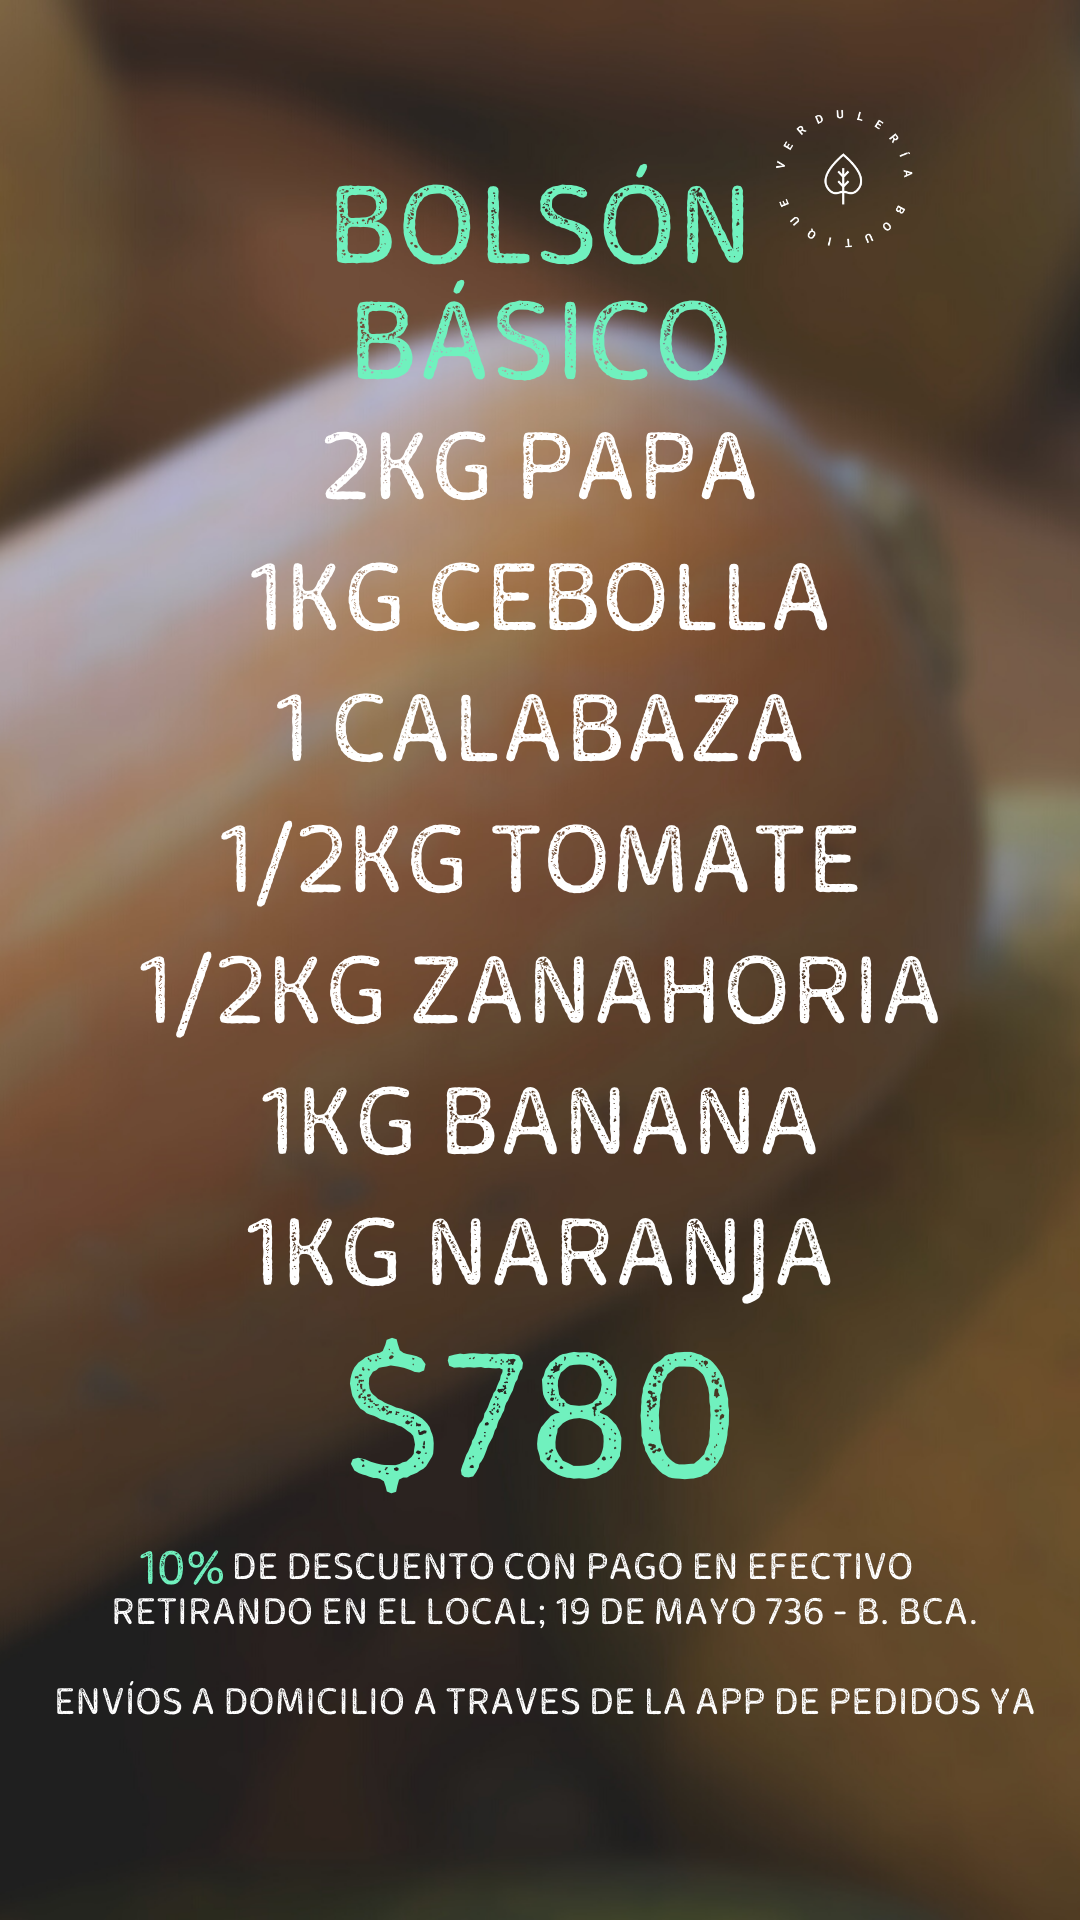 VERDULERÍA BOUTIQUE
BOLSÓN
BÁSICO
2KG PAPA
1KG CEBOLLA
1 CALABAZA
1/2KG TOMATE
1/2KG ZANAHORIA
1KG BANANA
1KG NARANJA
$780
10% DE DESCUENTO CON PAGO EN EFECTIVO
RETIRANDO EN EL LOCAL; 19 DE MAYO 736 - B. BCA.
ENVÍOS A DOMICILIO A TRAVES DE LA APP DE PEDIDOS YA